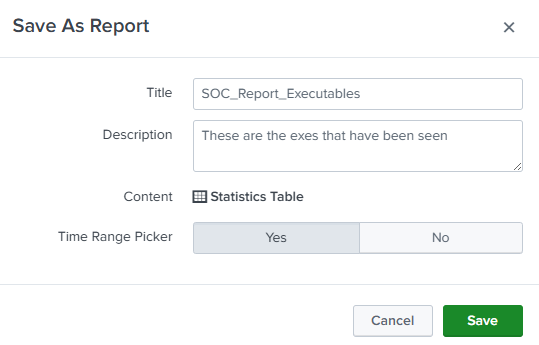 Save As Report
Title
SOC_Report_Executables
Description
These are the exes that have been seen
Content
Statistics Table
Time Range Picker
Yes
No
Cancel
Save